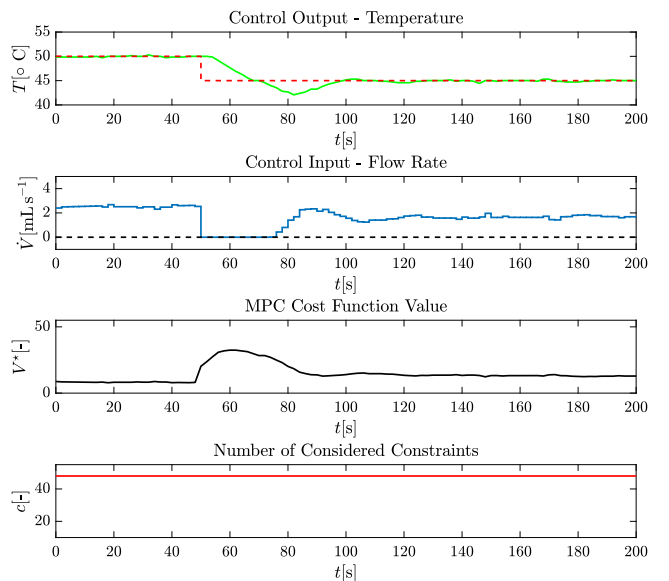 Control Output - Temperature
T[∘ C]
55
50
45
40
0 20 40 60 80 100 120 140 160 180 200
t[s]
Control Input - Flow Rate
V̇[mL s⁻¹]
4
2
0
0 20 40 60 80 100 120 140 160 180 200
t[s]
MPC Cost Function Value
V⋆[-]
50
0
0 20 40 60 80 100 120 140 160 180 200
t[s]
Number of Considered Constraints
c[-]
40
20
0 20 40 60 80 100 120 140 160 180 200
t[s]